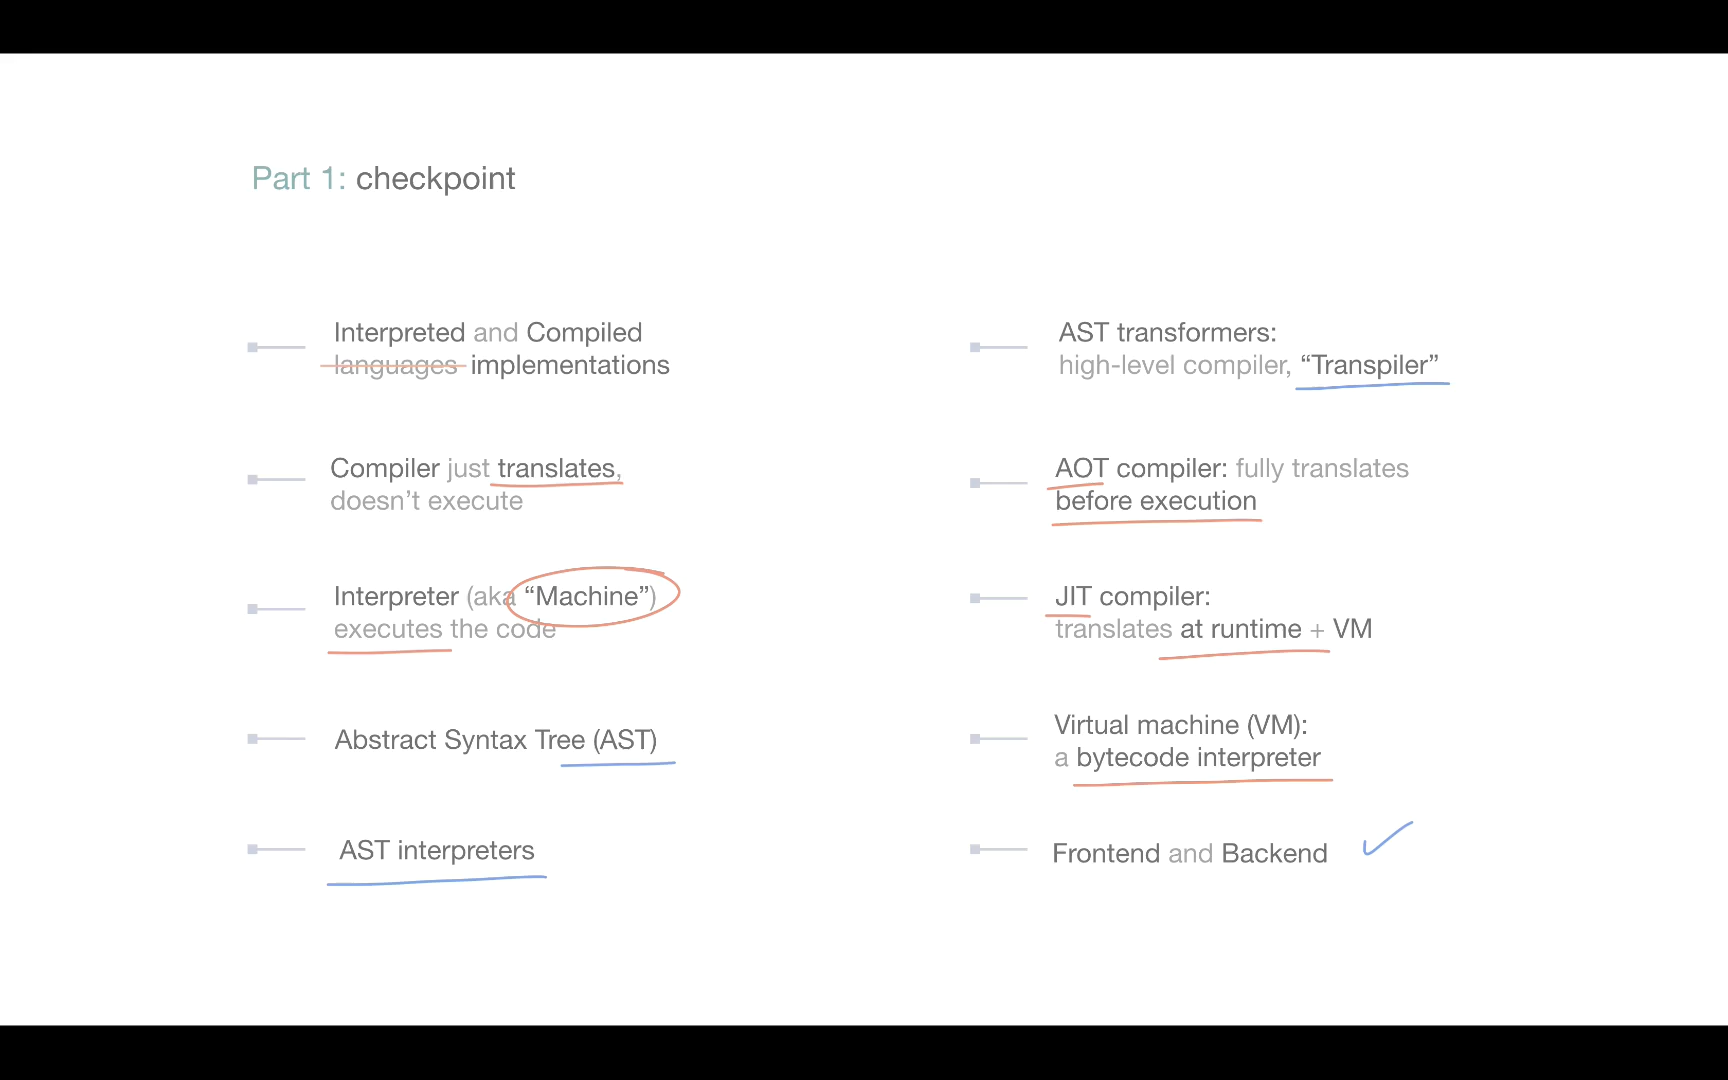 Part 1: checkpoint
Interpreted and Compiled
languages implementations
Compiler just translates,
doesn’t execute
Interpreter (aka “Machine”)
executes the code
Abstract Syntax Tree (AST)
AST interpreters
AST transformers:
high-level compiler, “Transpiler”
AOT compiler: fully translates
before execution
JIT compiler:
translates at runtime + VM
Virtual machine (VM):
a bytecode interpreter
Frontend and Backend